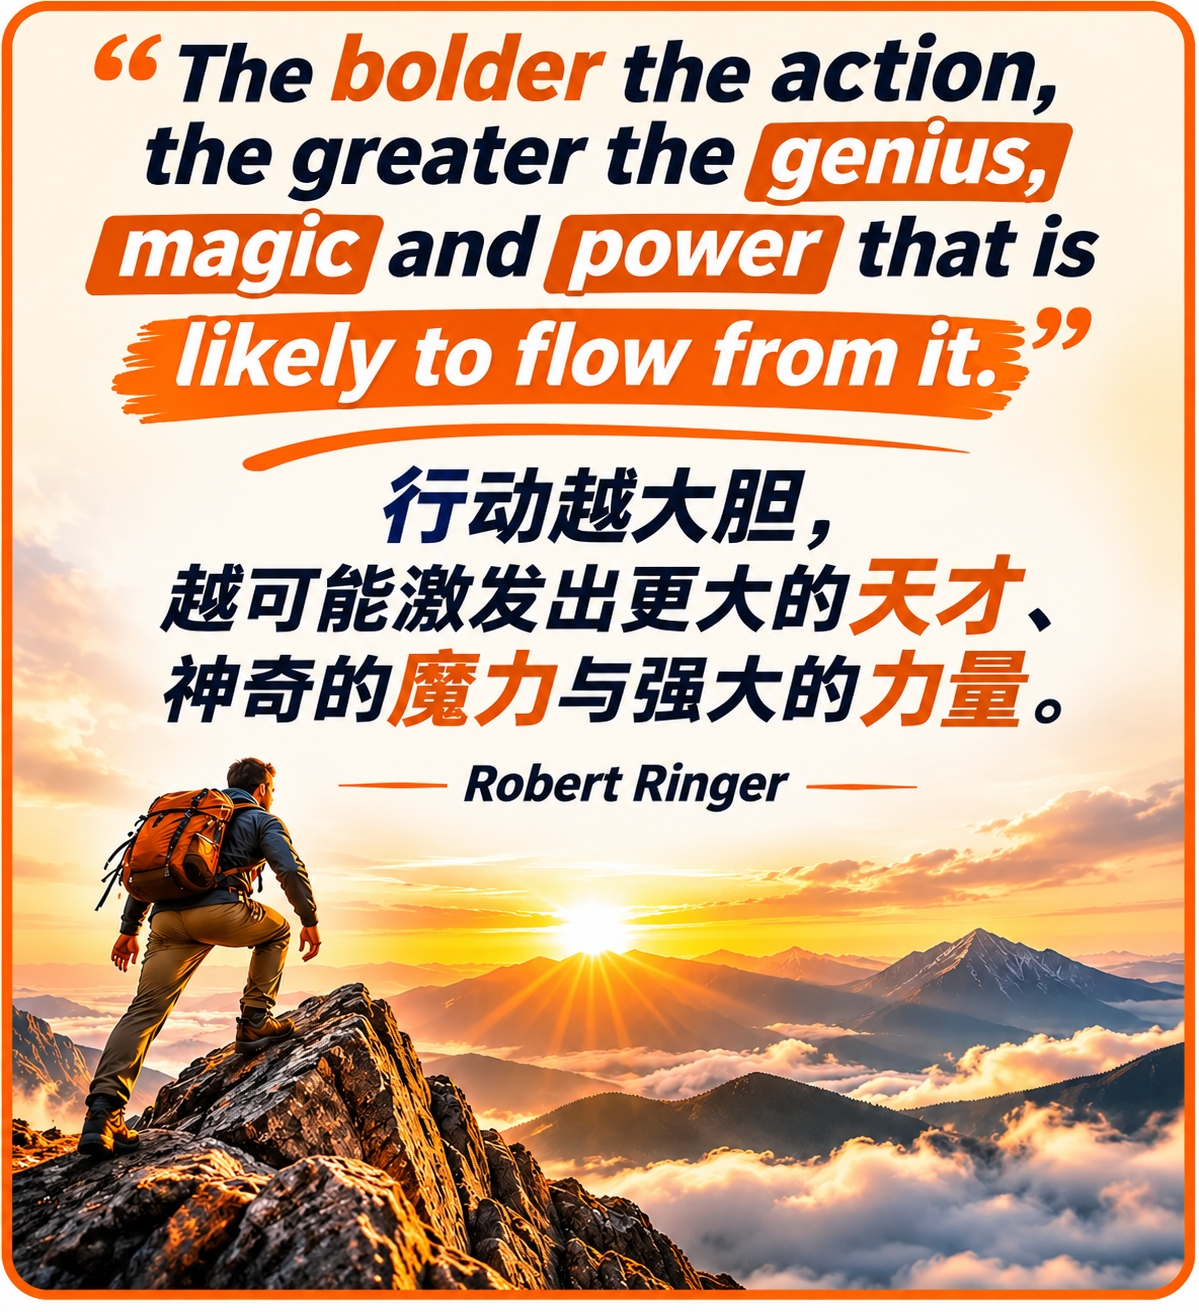 “The bolder the action,
the greater the genius,
magic and power that is
likely to flow from it.”
行动越大胆，
越可能激发出更大的天才、
神奇的魔力与强大的力量。
Robert Ringer